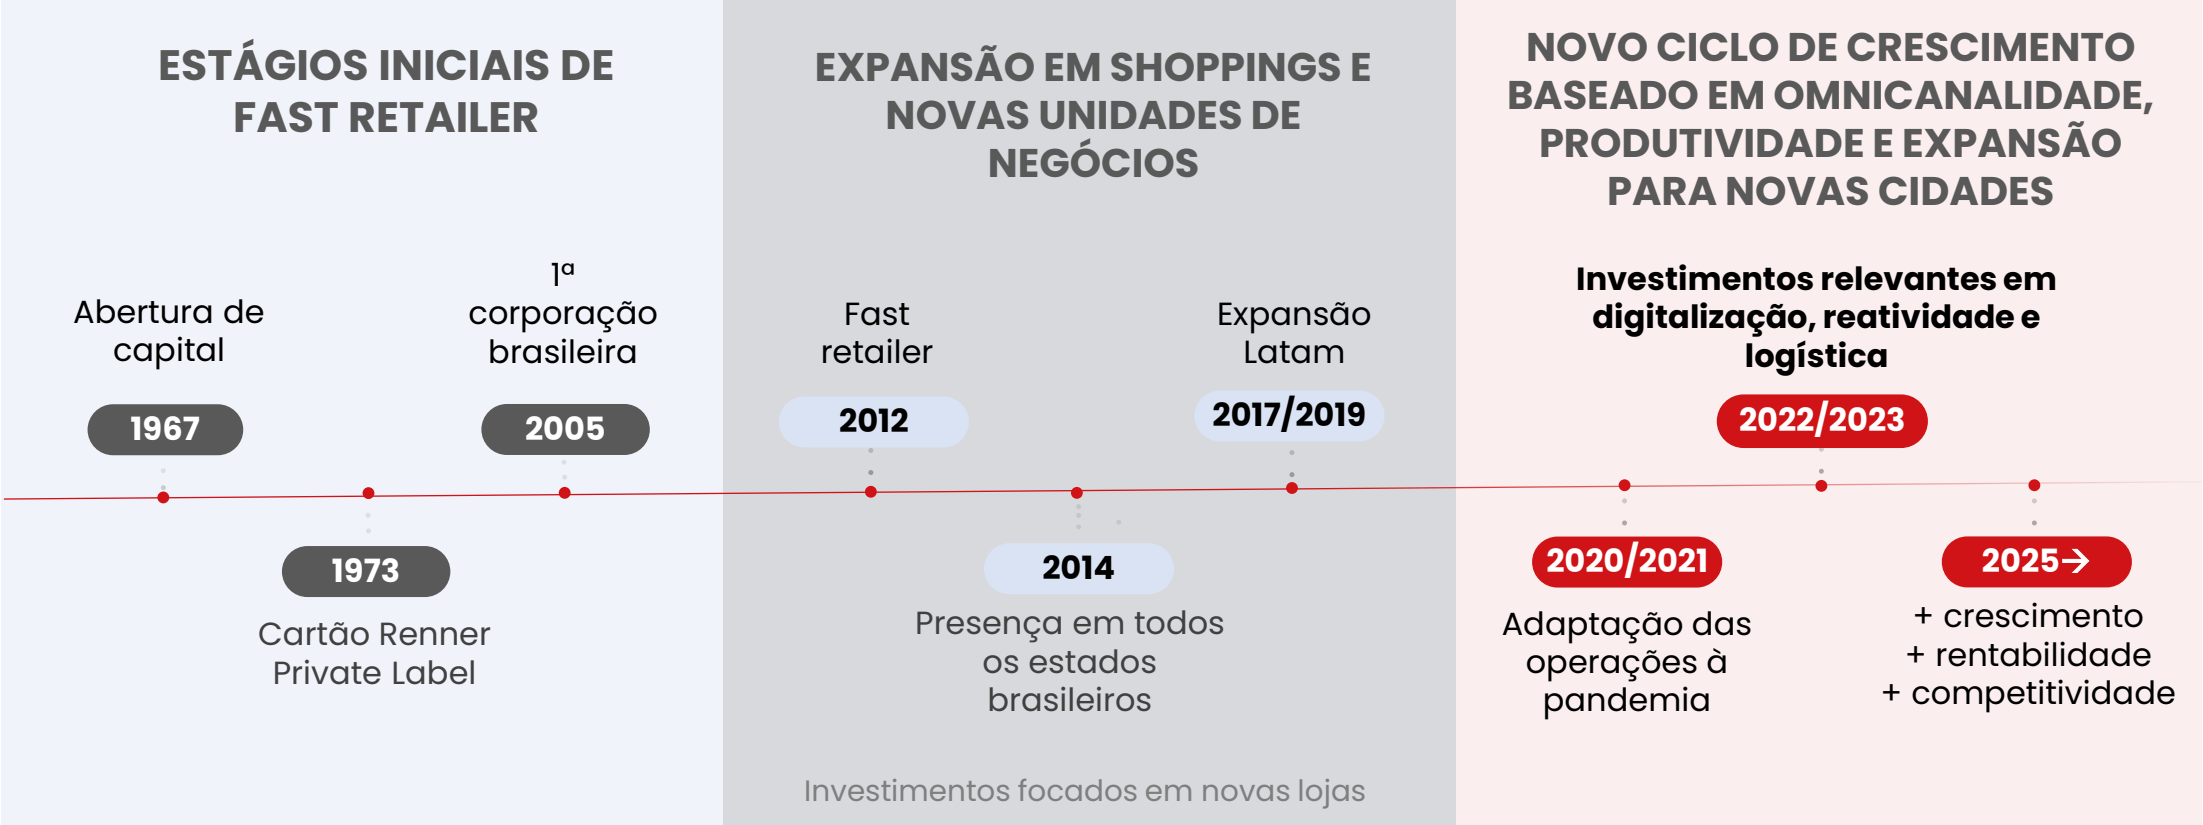 ESTÁGIOS INICIAIS DE
FAST RETAILER
Abertura de
capital
1967
1973
Cartão Renner
Private Label
1ª
corporação
brasileira
2005
EXPANSÃO EM SHOPPINGS E
NOVAS UNIDADES DE
NEGÓCIOS
Fast
retailer
2012
2014
Presença em todos
os estados
brasileiros
Expansão
Latam
2017/2019
Investimentos focados em novas lojas
NOVO CICLO DE CRESCIMENTO
BASEADO EM OMNICANALIDADE,
PRODUTIVIDADE E EXPANSÃO
PARA NOVAS CIDADES
2020/2021
Adaptação das
operações à
pandemia
Investimentos relevantes em
digitalização, reatividade e
logística
2022/2023
2025→
+ crescimento
+ rentabilidade
+ competitividade